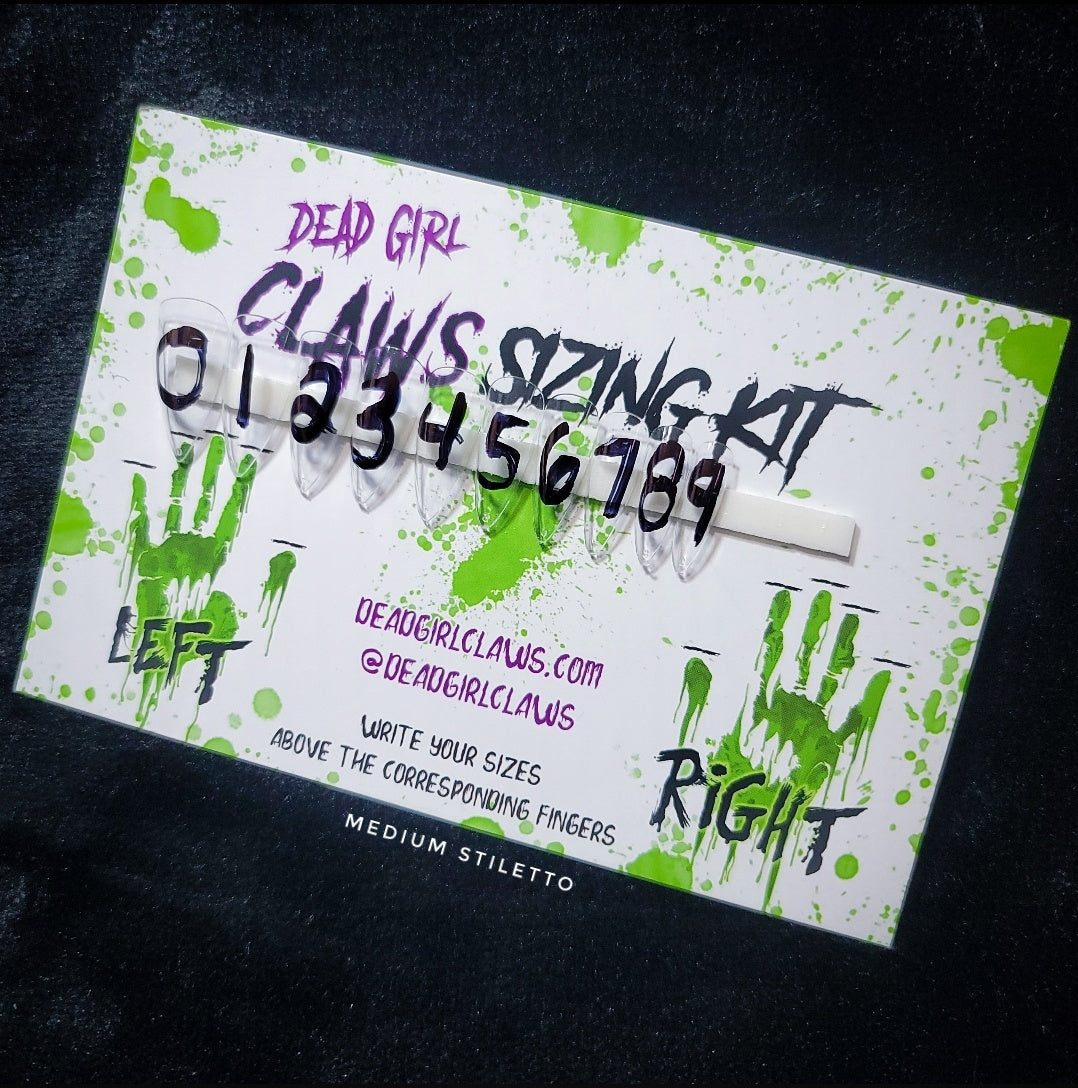 DEAD GIRL
CLAWS SIZING KIT
0 1 2 3 4 5 6 7 8 9
LEFT
DEADGIRLCLAWS.COM
@DEADGIRLCLAWS
WRITE YOUR SIZES
ABOVE THE CORRESPONDING FINGERS
RiGHT
MEDIUM STILETTO